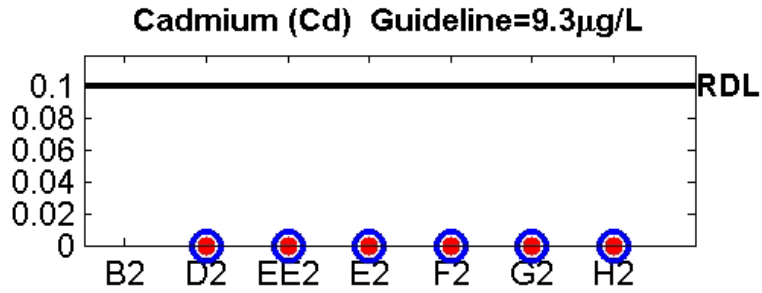 Cadmium (Cd)  Guideline=9.3μg/L
0.1
RDL
0.08
0.06
0.04
0.02
0
B2 D2 EE2 E2 F2 G2 H2